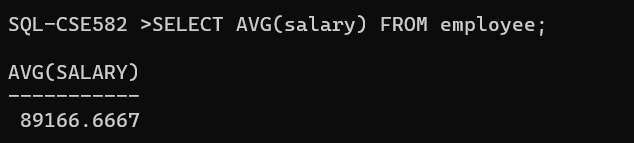 SQL-CSE582 >SELECT AVG(salary) FROM employee;
AVG(SALARY)
-----------
89166.6667